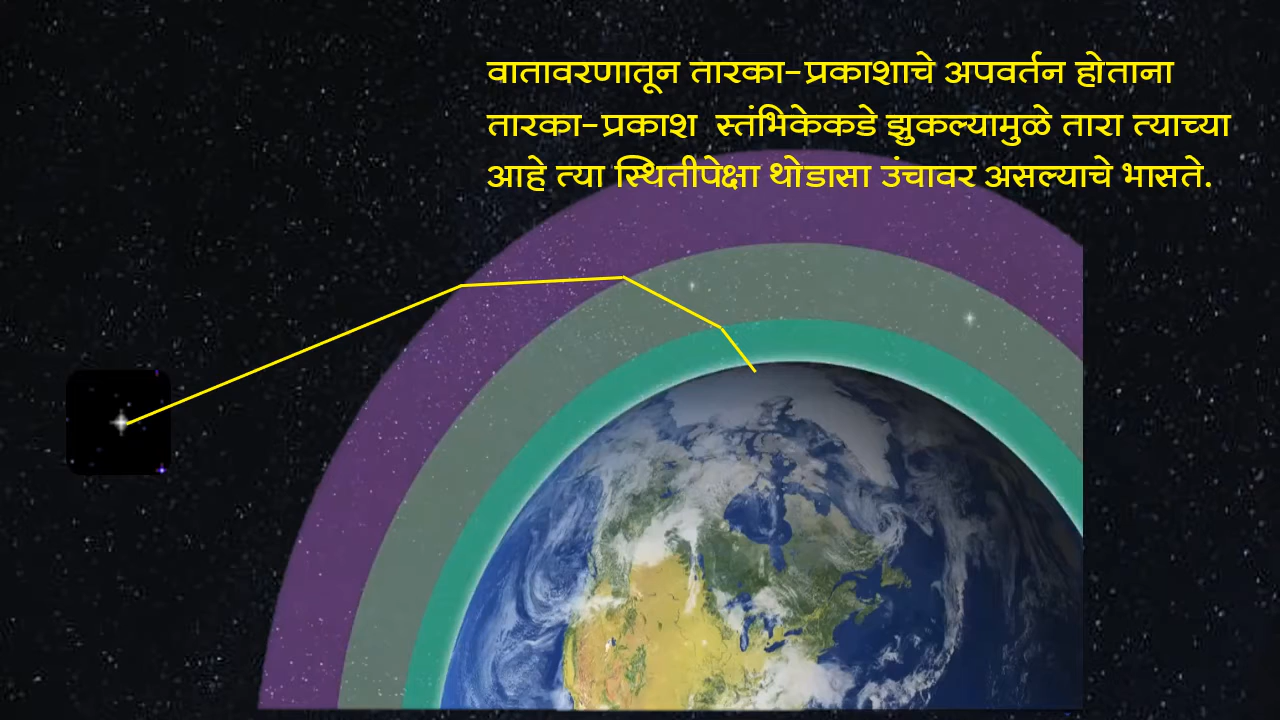 वातावरणातून तारका-प्रकाशाचे अपवर्तन होताना
तारका-प्रकाश स्तंभिकेकडे झुकल्यामुळे तारा त्याच्या
आहे त्या स्थितीपेक्षा थोडासा उंचावर असल्याचे भासते.